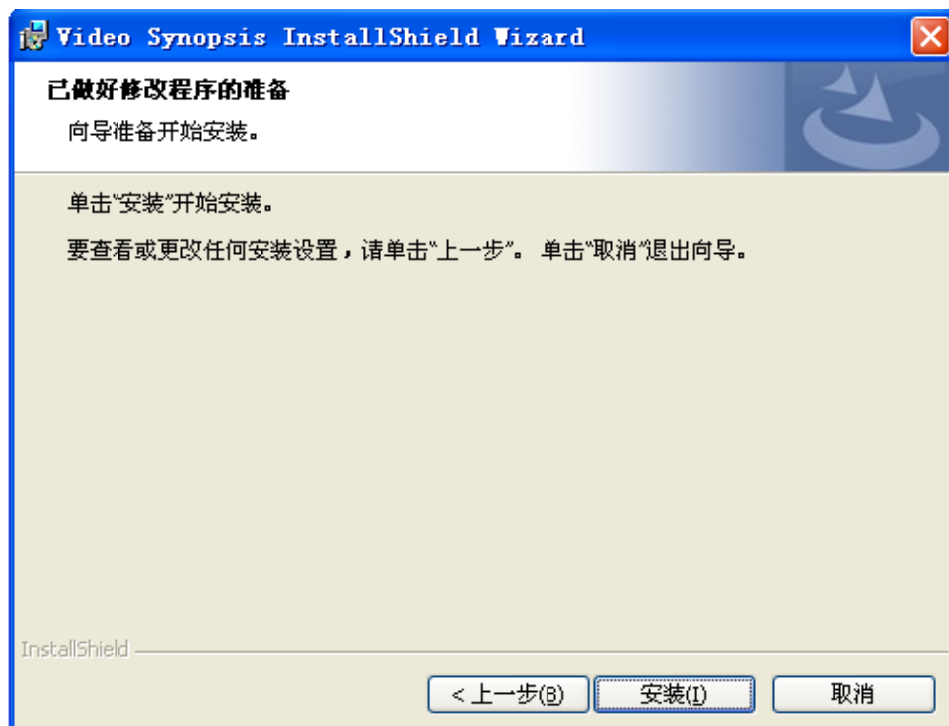 Video Synopsis InstallShield Wizard
已做好修改程序的准备
向导准备开始安装。
单击"安装"开始安装。
要查看或更改任何安装设置，请单击"上一步"。 单击"取消"退出向导。
InstallShield
< 上一步(B)
安装(I)
取消